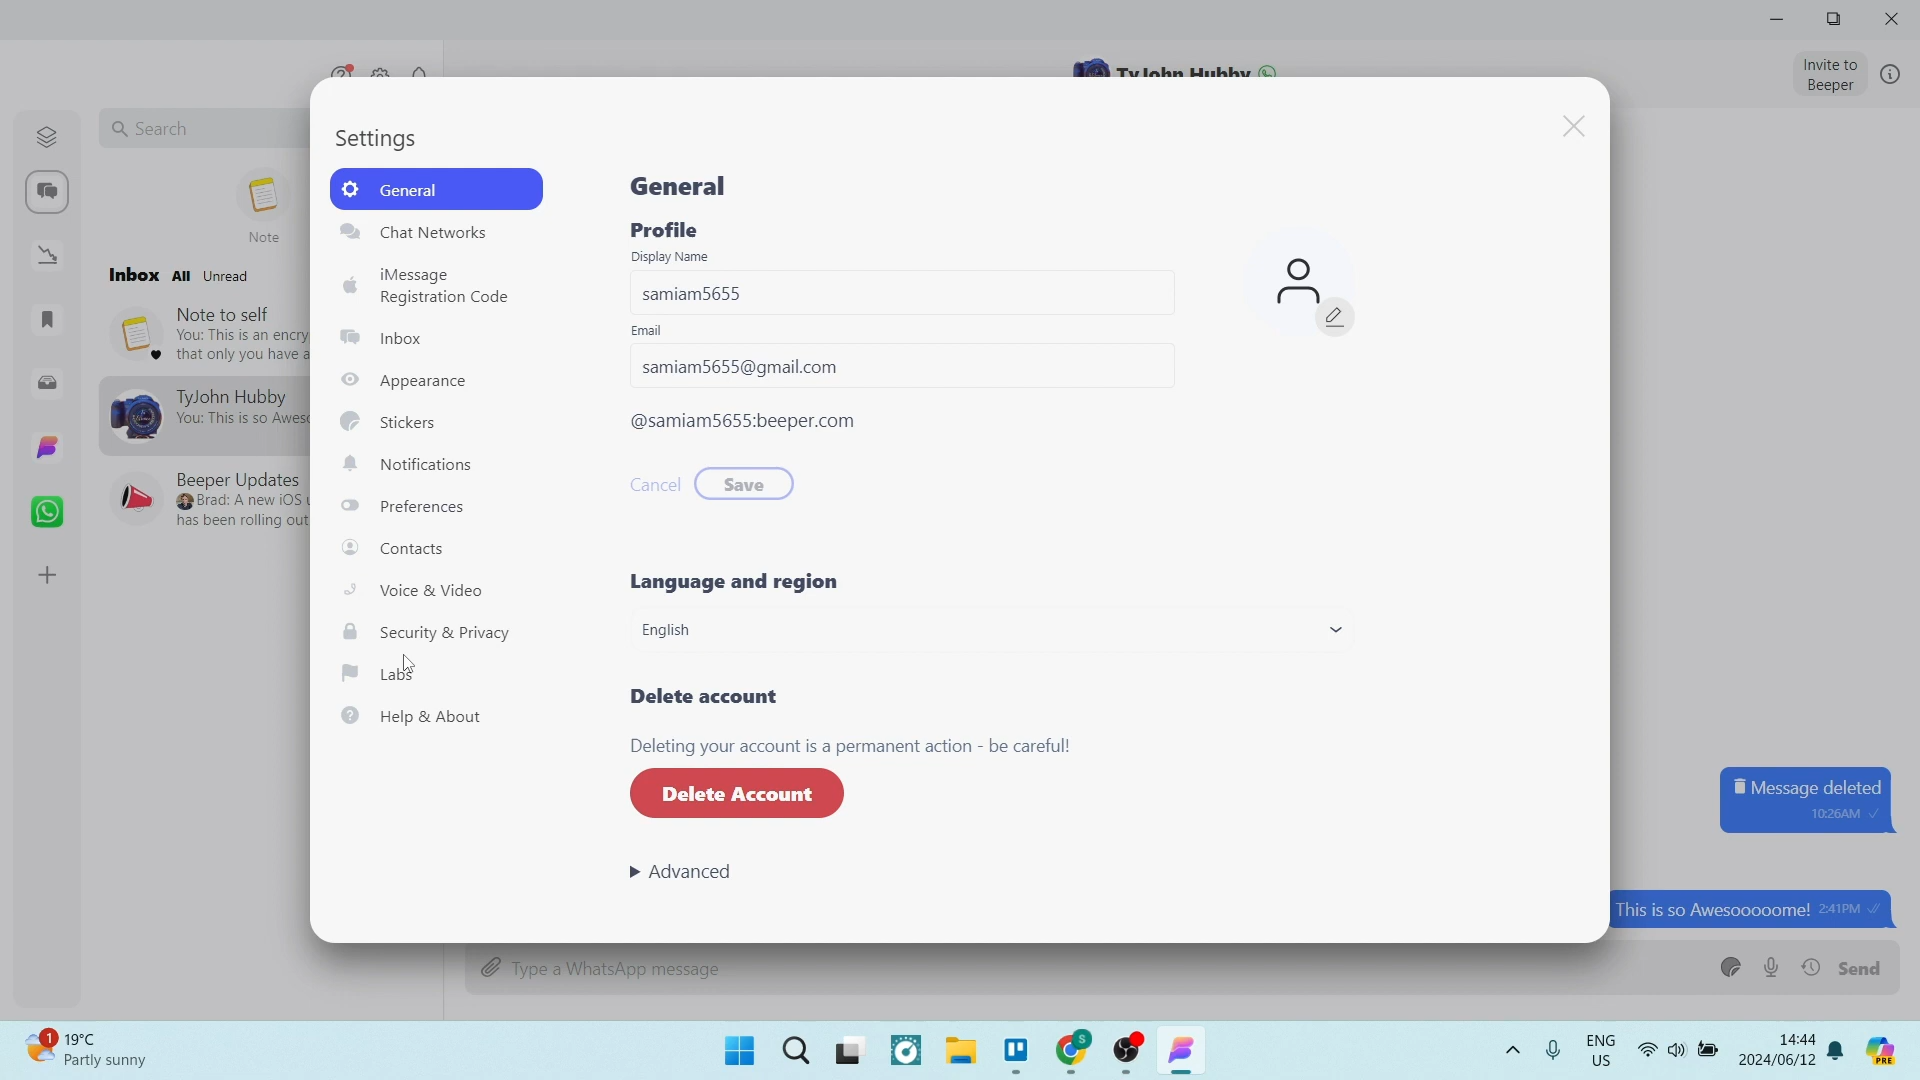 TyJohn Hubby
Invite to
Beeper
Search
Note
Inbox All Unread
Note to self
You: This is an encry
that only you have a
TyJohn Hubby
You: This is so Aweso
Beeper Updates
Brad: A new iOS u
has been rolling out
Settings
General
Chat Networks
iMessage
Registration Code
Inbox
Appearance
Stickers
Notifications
Preferences
Contacts
Voice & Video
Security & Privacy
Labs
Help & About
General
Profile
Display Name
samiam5655
Email
samiam5655@gmail.com
@samiam5655:beeper.com
Cancel Save
Language and region
English
Delete account
Deleting your account is a permanent action - be careful!
Delete Account
Advanced
Message deleted
10:26AM
This is so Awesooooome! 2:41PM
Type a WhatsApp message
Send
1
19°C
Partly sunny
S
ENG
US
14:44
2024/06/12
PRE